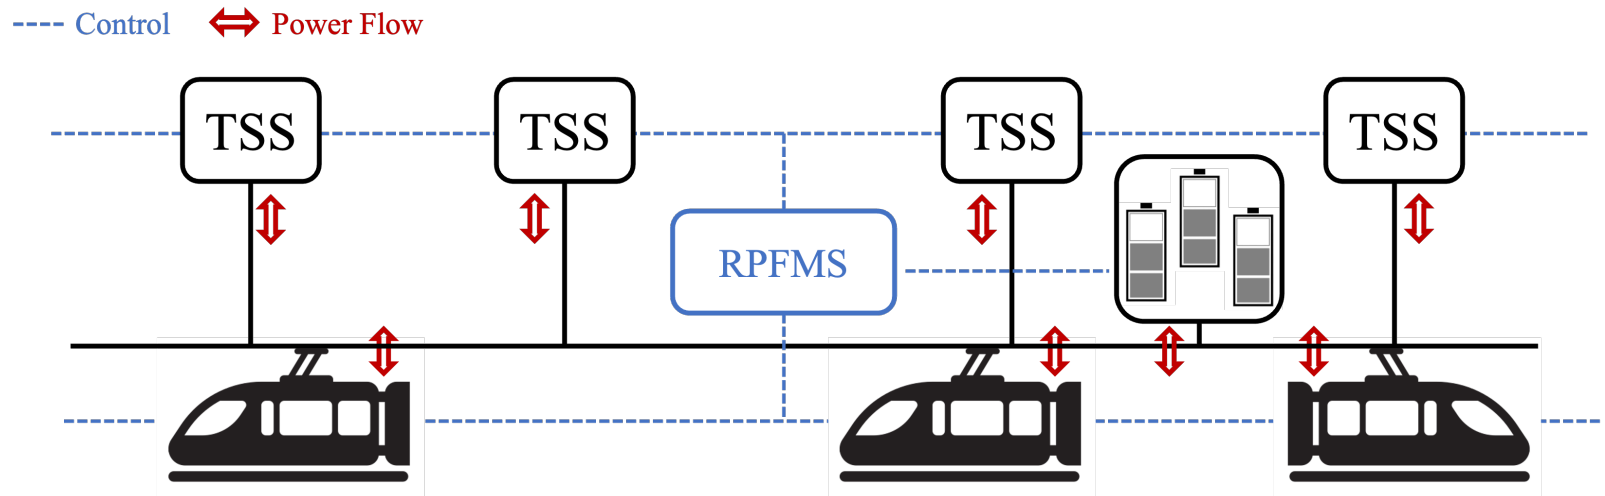 Control
Power Flow
TSS
TSS
TSS
TSS
RPFMS